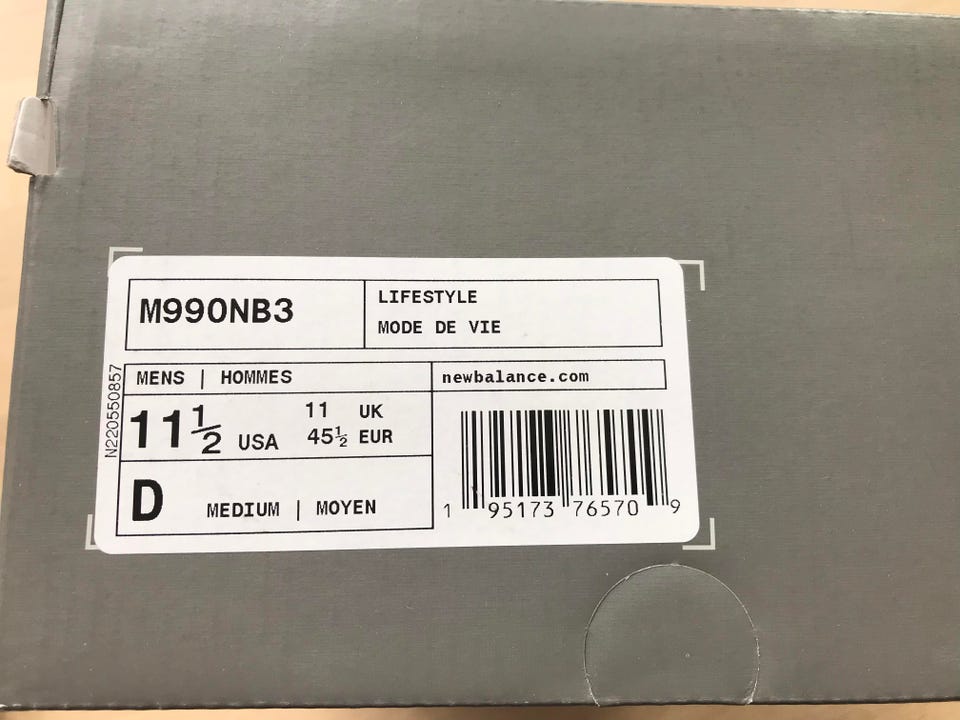 M990NB3
LIFESTYLE
MODE DE VIE
N220550857
MENS | HOMMES
newbalance.com
11½ USA
11 UK
45½ EUR
D MEDIUM | MOYEN
1 95173 76570 9